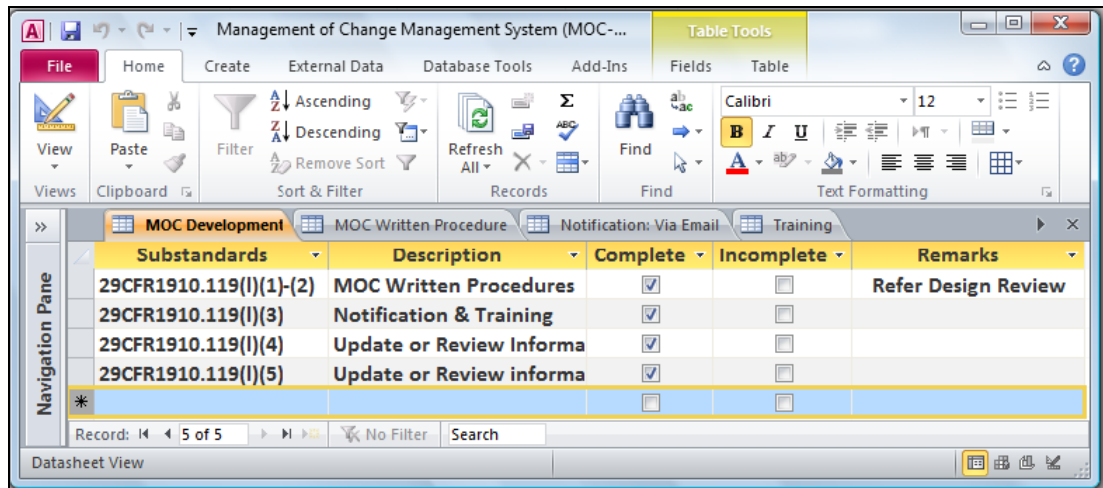 A Management of Change Management System (MOC-... Table Tools
File Home Create External Data Database Tools Add-Ins Fields Table
View Paste Filter Ascending Descending Remove Sort Refresh All ABC Find ab ac Calibri 12 B I U A ab
Views Clipboard Sort & Filter Records Find Text Formatting
MOC Development MOC Written Procedure Notification: Via Email Training
Substandards Description Complete Incomplete Remarks
29CFR1910.119(l)(1)-(2) MOC Written Procedures Refer Design Review
29CFR1910.119(l)(3) Notification & Training
29CFR1910.119(l)(4) Update or Review Informa
29CFR1910.119(l)(5) Update or Review informa
Navigation Pane
Record: 5 of 5 No Filter Search
Datasheet View